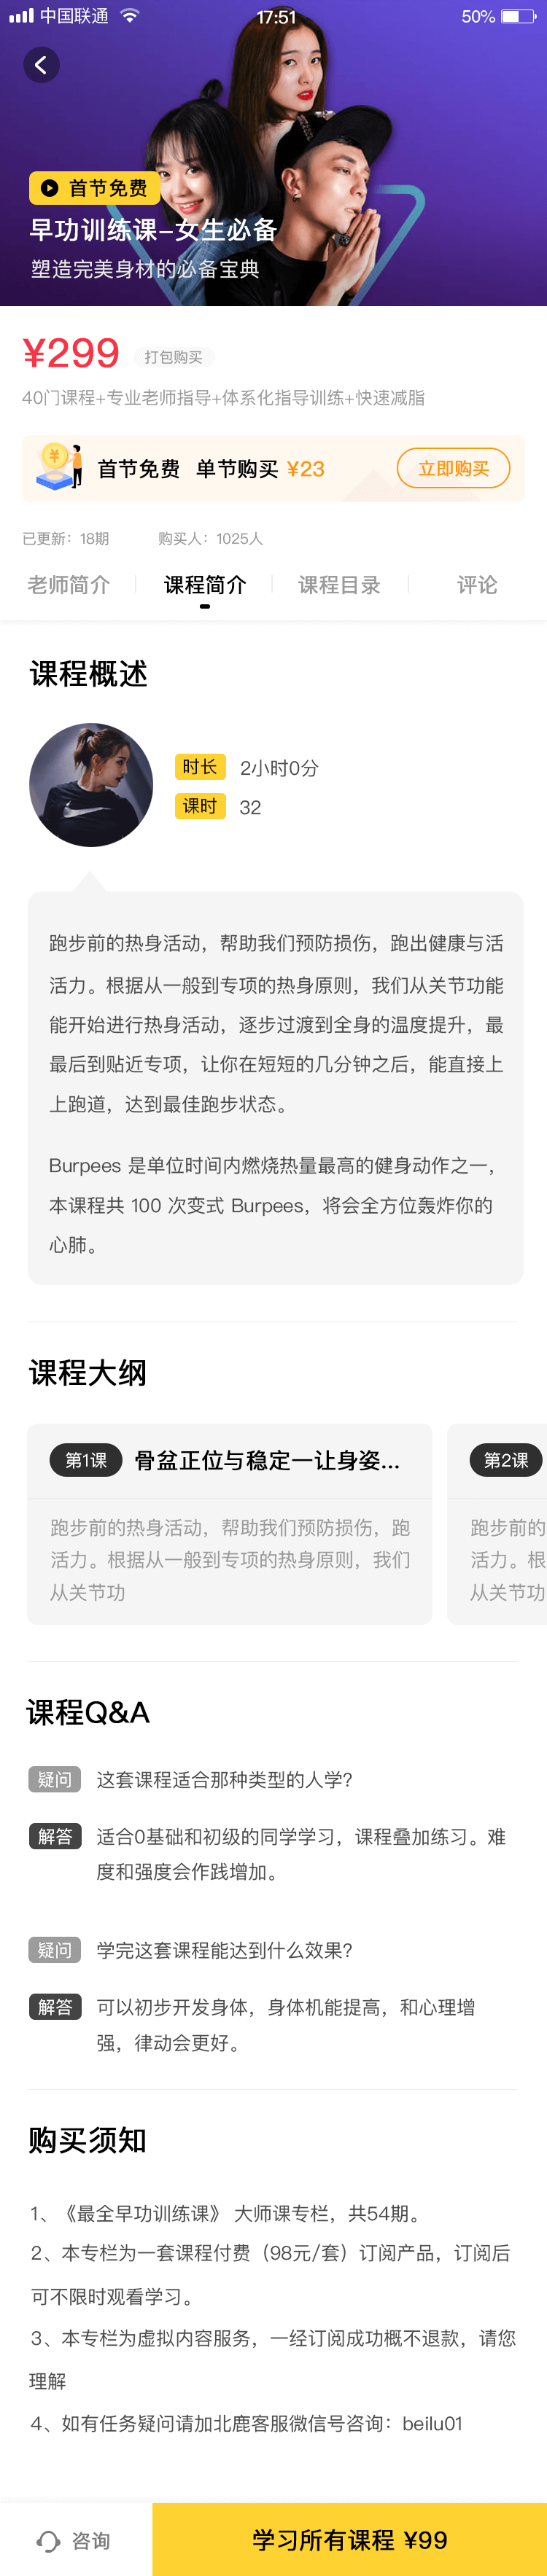 中国联通 17:51 50%
首节免费
早功训练课-女生必备
塑造完美身材的必备宝典
¥299 打包购买
40门课程+专业老师指导+体系化指导训练+快速减脂
¥ 首节免费 单节购买 ¥23 立即购买
已更新：18期 购买人：1025人
老师简介 课程简介 课程目录 评论
课程概述
时长 2小时0分
课时 32
跑步前的热身活动，帮助我们预防损伤，跑出健康与活
活力。根据从一般到专项的热身原则，我们从关节功能
能开始进行热身活动，逐步过渡到全身的温度提升，最
最后到贴近专项，让你在短短的几分钟之后，能直接上
上跑道，达到最佳跑步状态。
Burpees 是单位时间内燃烧热量最高的健身动作之一，
本课程共 100 次变式 Burpees，将会全方位轰炸你的
心肺。
课程大纲
第1课 骨盆正位与稳定一让身姿...
跑步前的热身活动，帮助我们预防损伤，跑
活力。根据从一般到专项的热身原则，我们
从关节功
第2课
跑步前的
活力。根
从关节功
课程Q&A
疑问 这套课程适合那种类型的人学？
解答 适合0基础和初级的同学学习，课程叠加练习。难
度和强度会作践增加。
疑问 学完这套课程能达到什么效果？
解答 可以初步开发身体，身体机能提高，和心理增
强，律动会更好。
购买须知
1、《最全早功训练课》 大师课专栏，共54期。
2、本专栏为一套课程付费（98元/套）订阅产品，订阅后
可不限时观看学习。
3、本专栏为虚拟内容服务，一经订阅成功概不退款，请您
理解
4、如有任务疑问请加北鹿客服微信号咨询：beilu01
咨询 学习所有课程 ¥99